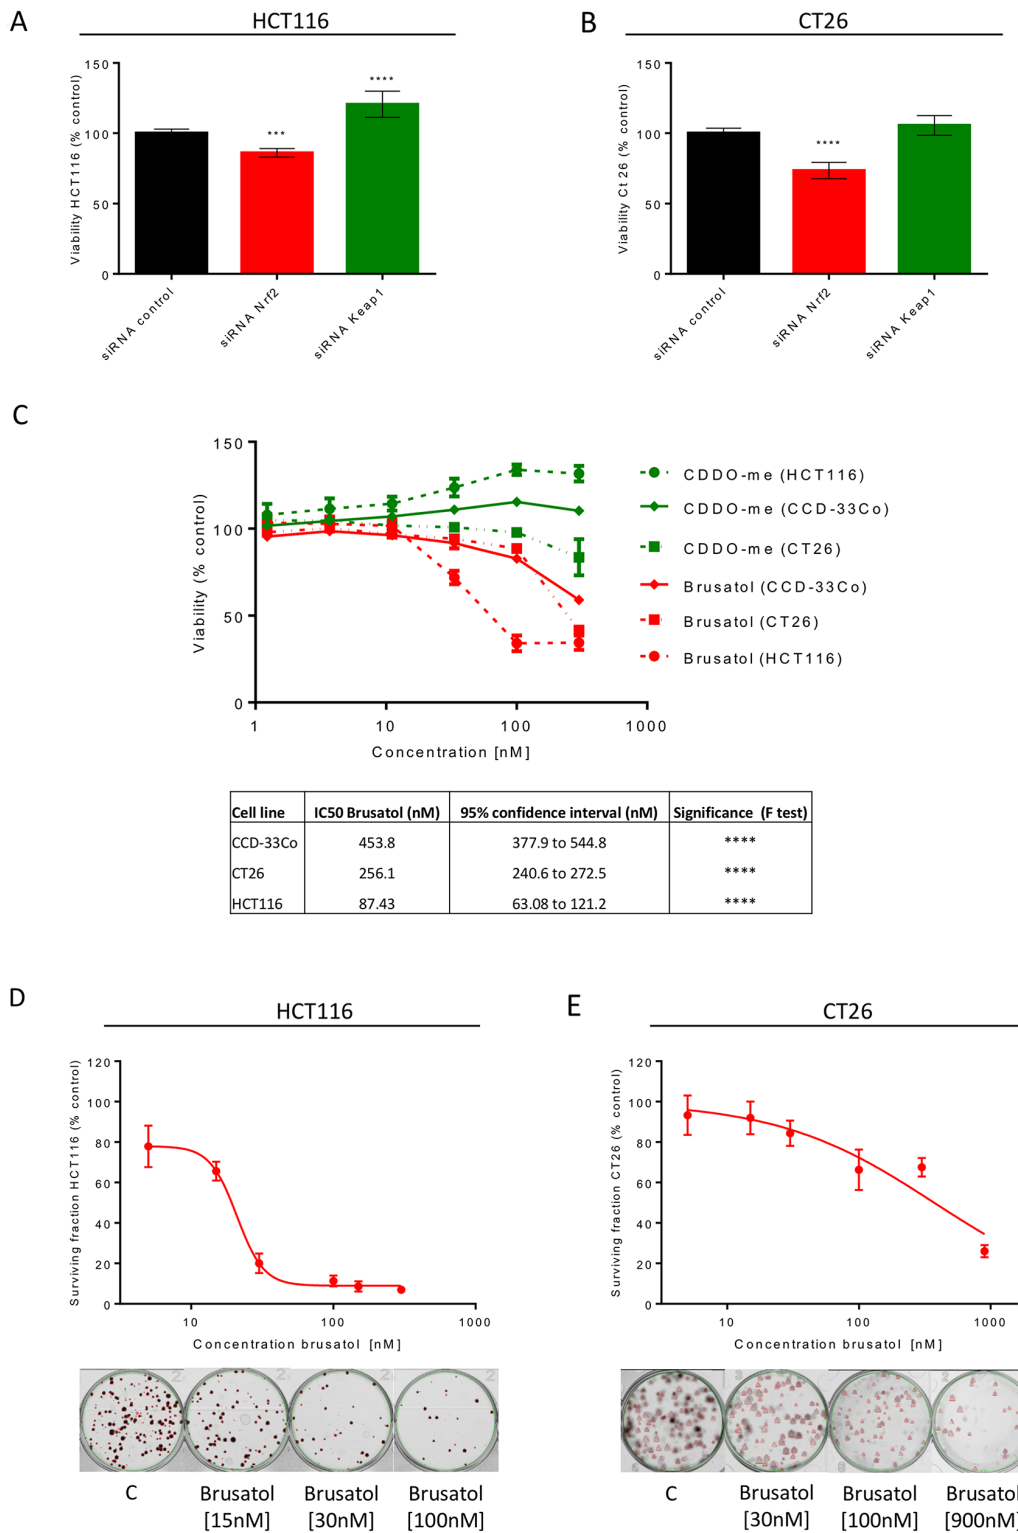 A
HCT116
Viability HCT116 (% control)
150
100
50
0
***
****
siRNA control
siRNA Nrf2
siRNA Keap1
B
CT26
Viability Ct 26 (% control)
150
100
50
0
****
siRNA control
siRNA Nrf2
siRNA Keap1
C
Viability (% control)
150
100
50
0
1
10
100
1000
Concentration [nM]
CDDO-me (HCT116)
CDDO-me (CCD-33Co)
CDDO-me (CT26)
Brusatol (CCD-33Co)
Brusatol (CT26)
Brusatol (HCT116)
Cell line IC50 Brusatol (nM) 95% confidence interval (nM) Significance (F test)
CCD-33Co 453.8 377.9 to 544.8 ****
CT26 256.1 240.6 to 272.5 ****
HCT116 87.43 63.08 to 121.2 ****
D
HCT116
Surviving fraction HCT116 (% control)
120
100
80
60
40
20
0
10
100
1000
Concentration brusatol [nM]
C
Brusatol
[15nM]
Brusatol
[30nM]
Brusatol
[100nM]
E
CT26
Surviving fraction CT26 (% control)
120
100
80
60
40
20
0
10
100
1000
Concentration brusatol [nM]
C
Brusatol
[30nM]
Brusatol
[100nM]
Brusatol
[900nM]